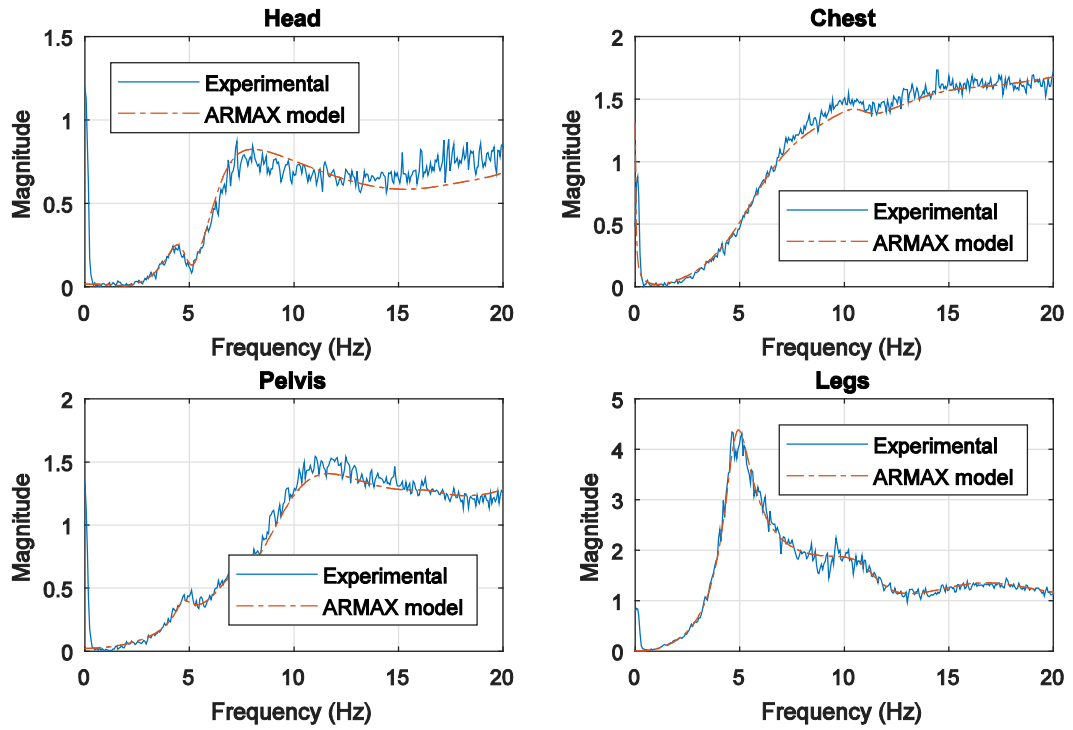 Head
1.5
1
0.5
0
Magnitude
Experimental
ARMAX model
0 5 10 15 20
Frequency (Hz)
Chest
2
1.5
1
0.5
0
Magnitude
Experimental
ARMAX model
0 5 10 15 20
Frequency (Hz)
Pelvis
2
1.5
1
0.5
0
Magnitude
Experimental
ARMAX model
0 5 10 15 20
Frequency (Hz)
Legs
5
4
3
2
1
0
Magnitude
Experimental
ARMAX model
0 5 10 15 20
Frequency (Hz)